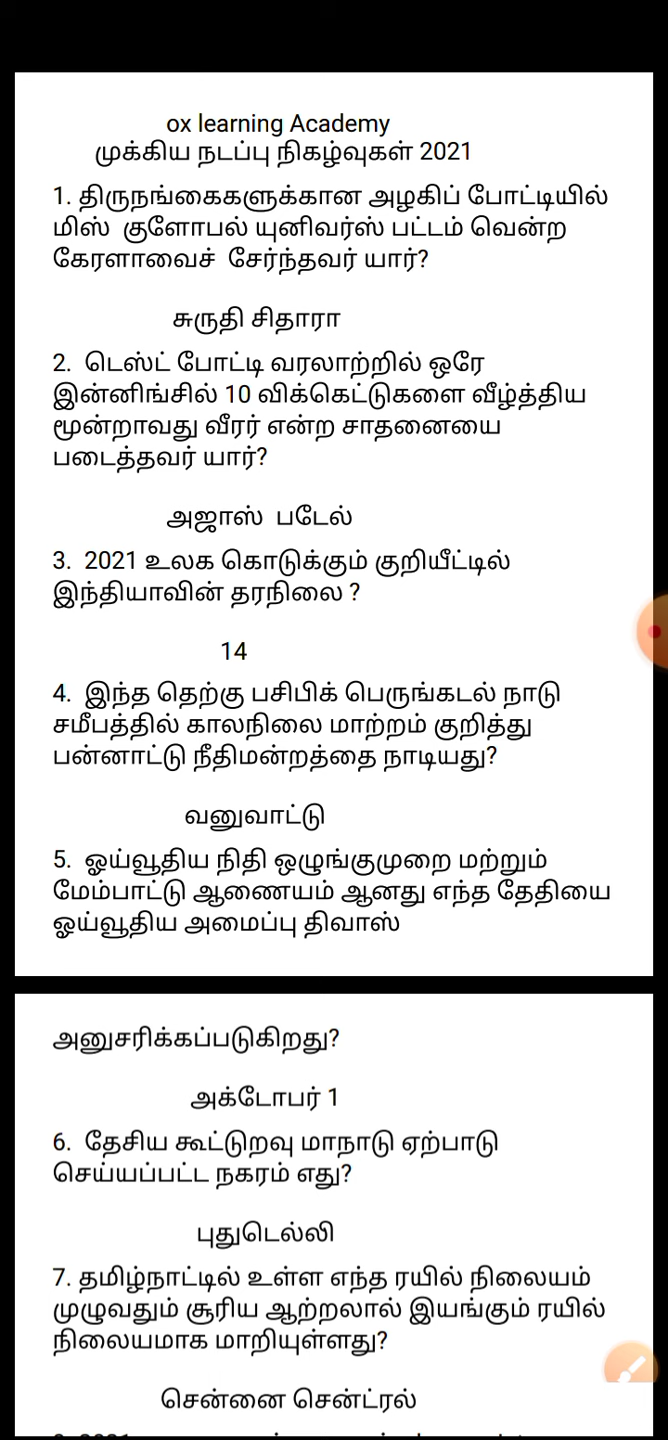 ox learning Academy
முக்கிய நடப்பு நிகழ்வுகள் 2021
1. திருநங்கைகளுக்கான அழகிப் போட்டியில்
மிஸ் குளோபல் யுனிவர்ஸ் பட்டம் வென்ற
கேரளாவைச் சேர்ந்தவர் யார்?
சுருதி சிதாரா
2. டெஸ்ட் போட்டி வரலாற்றில் ஒரே
இன்னிங்சில் 10 விக்கெட்டுகளை வீழ்த்திய
மூன்றாவது வீரர் என்ற சாதனையை
படைத்தவர் யார்?
அஜாஸ் படேல்
3. 2021 உலக கொடுக்கும் குறியீட்டில்
இந்தியாவின் தரநிலை ?
14
4. இந்த தெற்கு பசிபிக் பெருங்கடல் நாடு
சமீபத்தில் காலநிலை மாற்றம் குறித்து
பன்னாட்டு நீதிமன்றத்தை நாடியது?
வனுவாட்டு
5. ஓய்வூதிய நிதி ஒழுங்குமுறை மற்றும்
மேம்பாட்டு ஆணையம் ஆனது எந்த தேதியை
ஓய்வூதிய அமைப்பு திவாஸ்
அனுசரிக்கப்படுகிறது?
அக்டோபர் 1
6. தேசிய கூட்டுறவு மாநாடு ஏற்பாடு
செய்யப்பட்ட நகரம் எது?
புதுடெல்லி
7. தமிழ்நாட்டில் உள்ள எந்த ரயில் நிலையம்
முழுவதும் சூரிய ஆற்றலால் இயங்கும் ரயில்
நிலையமாக மாறியுள்ளது?
சென்னை சென்ட்ரல்